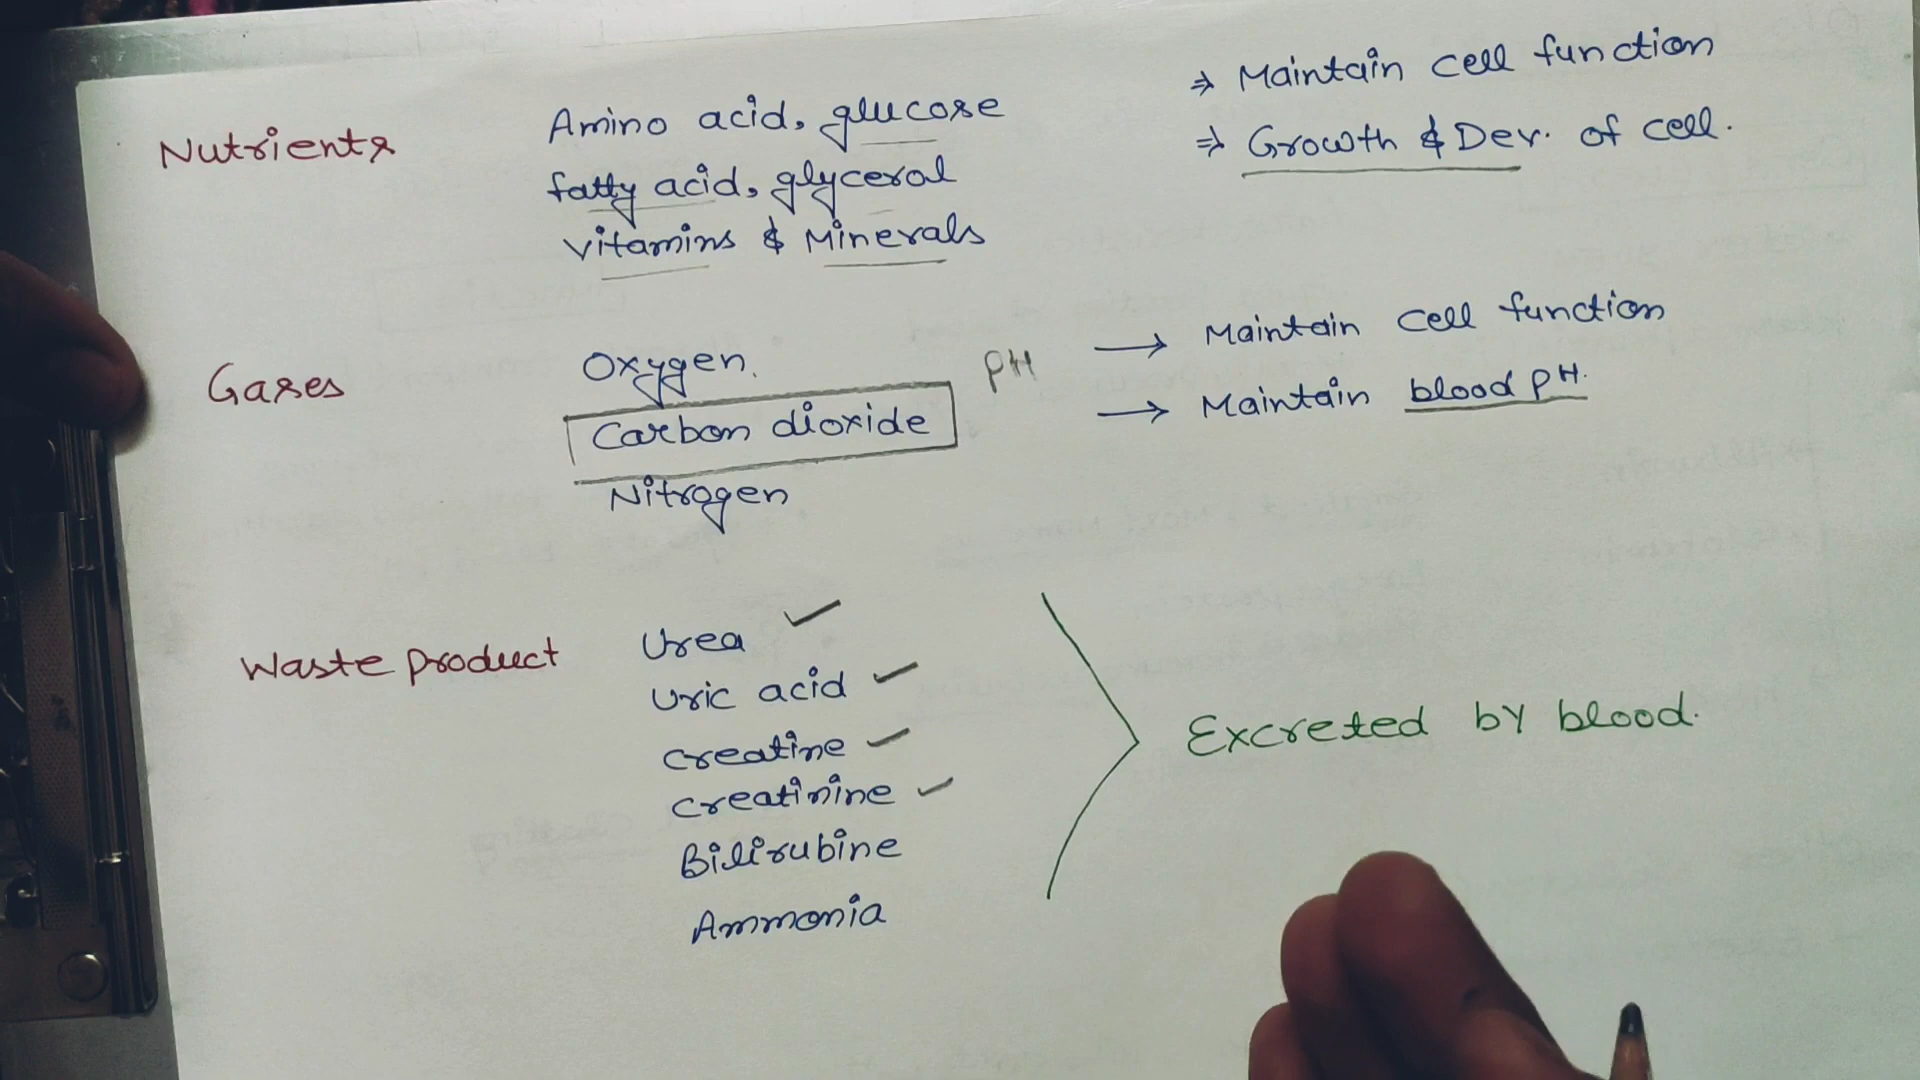 Nutrients
Amino acid, glucose
fatty acid, glycerol
vitamins & Minerals
⇒ Maintain cell function
⇒ Growth & Dev. of cell.
Gases
Oxygen.
Carbon dioxide
Nitrogen
PH
→ Maintain cell function
→ Maintain blood PH.
Waste product
Urea ✓
Uric acid ✓
creatine ✓
creatinine ✓
Bilirubine
Ammonia
Excreted by blood.